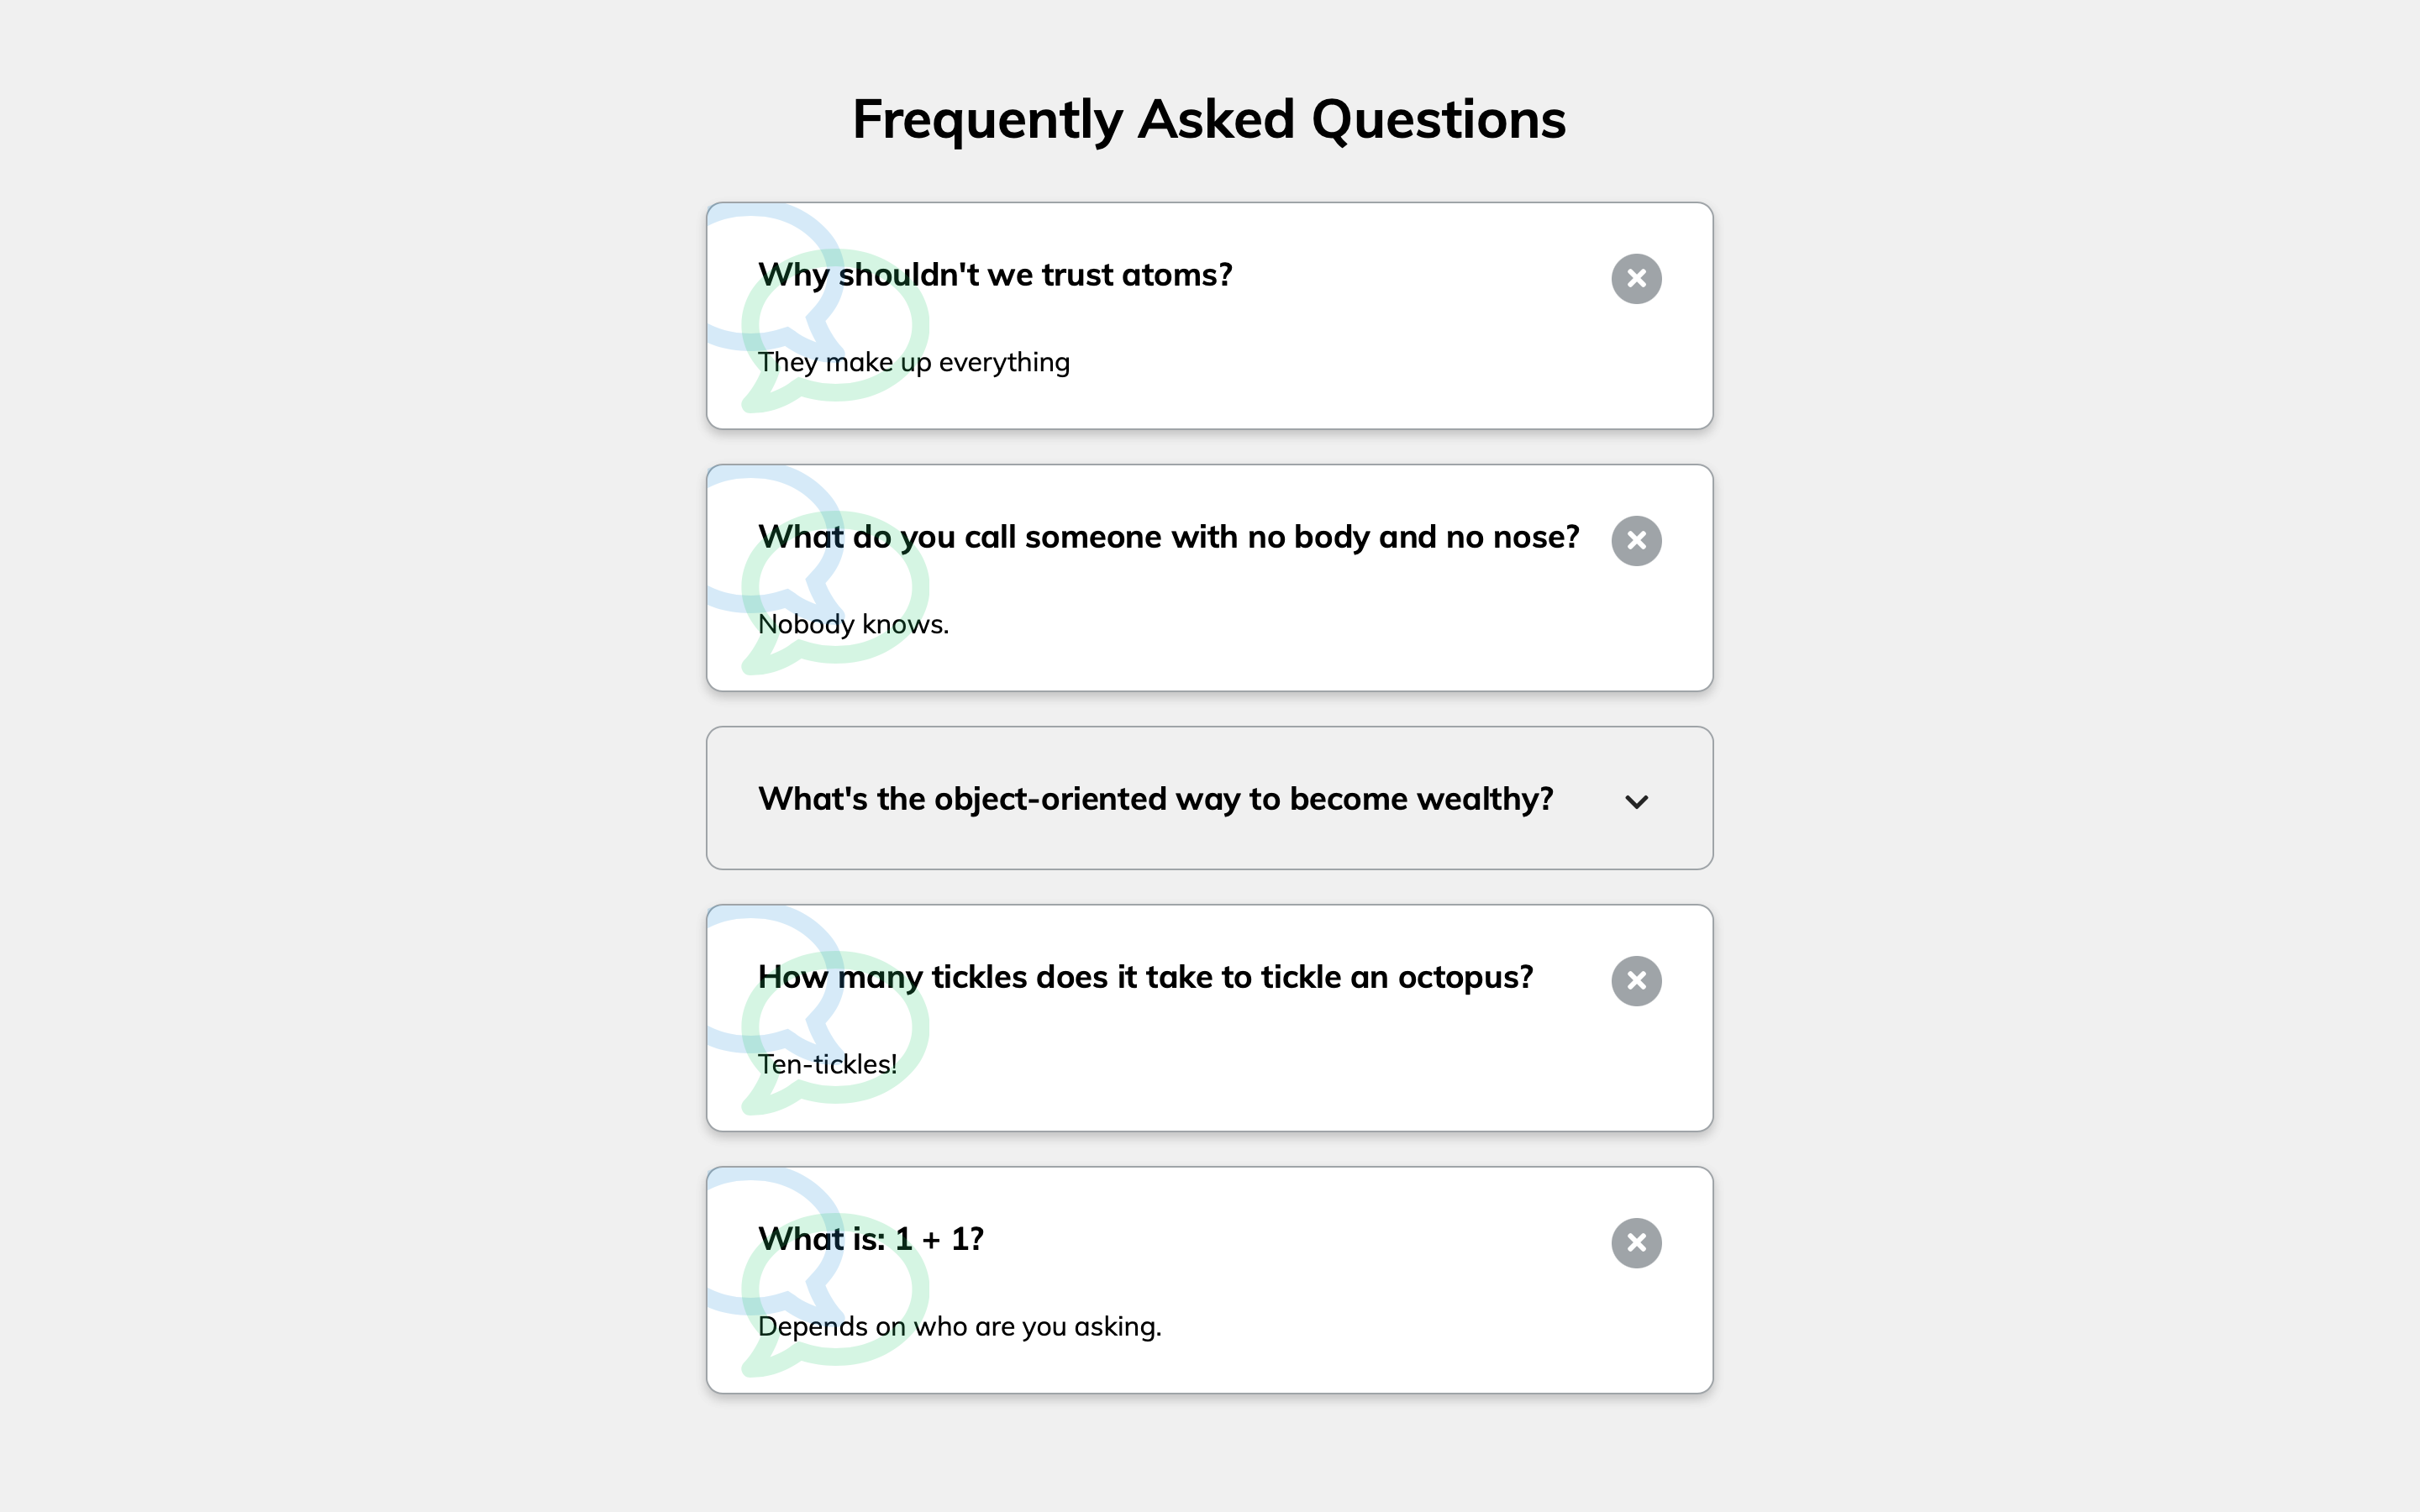 Frequently Asked Questions
Why shouldn't we trust atoms?
They make up everything
What do you call someone with no body and no nose?
Nobody knows.
What's the object-oriented way to become wealthy?
How many tickles does it take to tickle an octopus?
Ten-tickles!
What is: 1 + 1?
Depends on who are you asking.